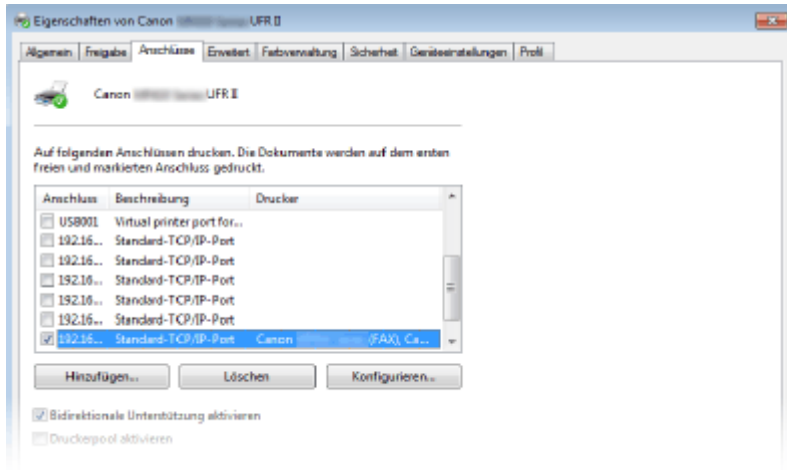 Eigenschaften von Canon UFR II
Allgemein Freigabe Anschlüsse Erweitert Farbverwaltung Sicherheit Geräteeinstellungen Profil
Canon UFR II
Auf folgenden Anschlüssen drucken. Die Dokumente werden auf dem ersten
freien und markierten Anschluss gedruckt.
Anschluss Beschreibung Drucker
USB001 Virtual printer port for...
192.16... Standard-TCP/IP-Port
192.16... Standard-TCP/IP-Port
192.16... Standard-TCP/IP-Port
192.16... Standard-TCP/IP-Port
192.16... Standard-TCP/IP-Port
192.16... Standard-TCP/IP-Port Canon (FAX), Ca...
Hinzufügen... Löschen Konfigurieren...
Bidirektionale Unterstützung aktivieren
Druckerpool aktivieren